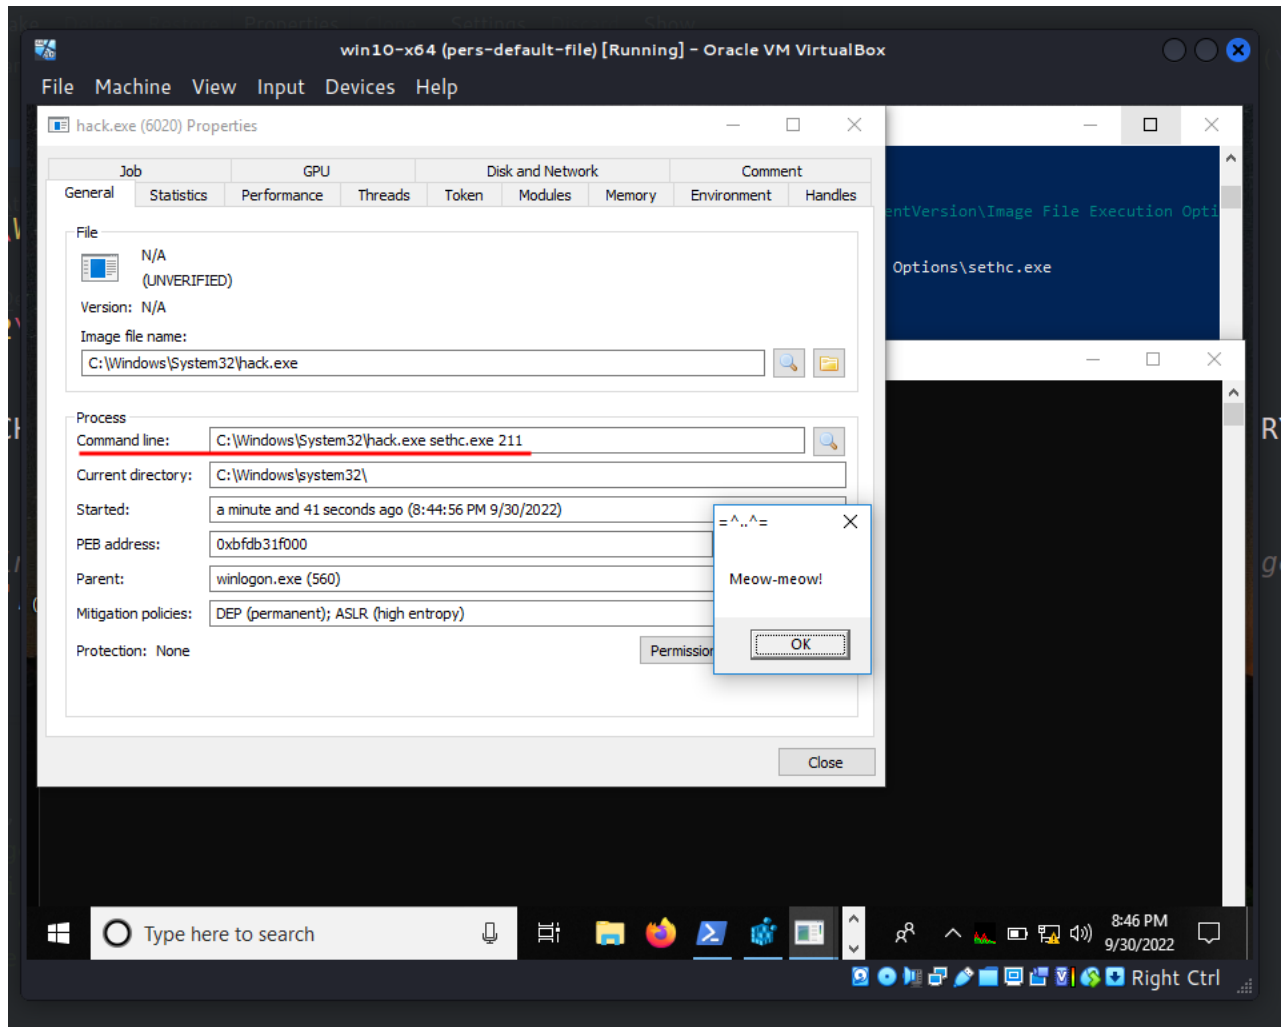 Properties Settings Show
win10-x64 (pers-default-file) [Running] - Oracle VM VirtualBox
File Machine View Input Devices Help
hack.exe (6020) Properties
Job GPU Disk and Network Comment
General Statistics Performance Threads Token Modules Memory Environment Handles
entVersion\Image File Execution Opti
Options\sethc.exe
File
N/A
(UNVERIFIED)
Version: N/A
Image file name:
C:\Windows\System32\hack.exe
Process
Command line: C:\Windows\System32\hack.exe sethc.exe 211
Current directory: C:\Windows\system32\
Started: a minute and 41 seconds ago (8:44:56 PM 9/30/2022)
PEB address: 0xbfdb31f000
Parent: winlogon.exe (560)
Mitigation policies: DEP (permanent); ASLR (high entropy)
Protection: None
Permission
=^..^=
Meow-meow!
OK
Close
Type here to search
8:46 PM
9/30/2022
Right Ctrl